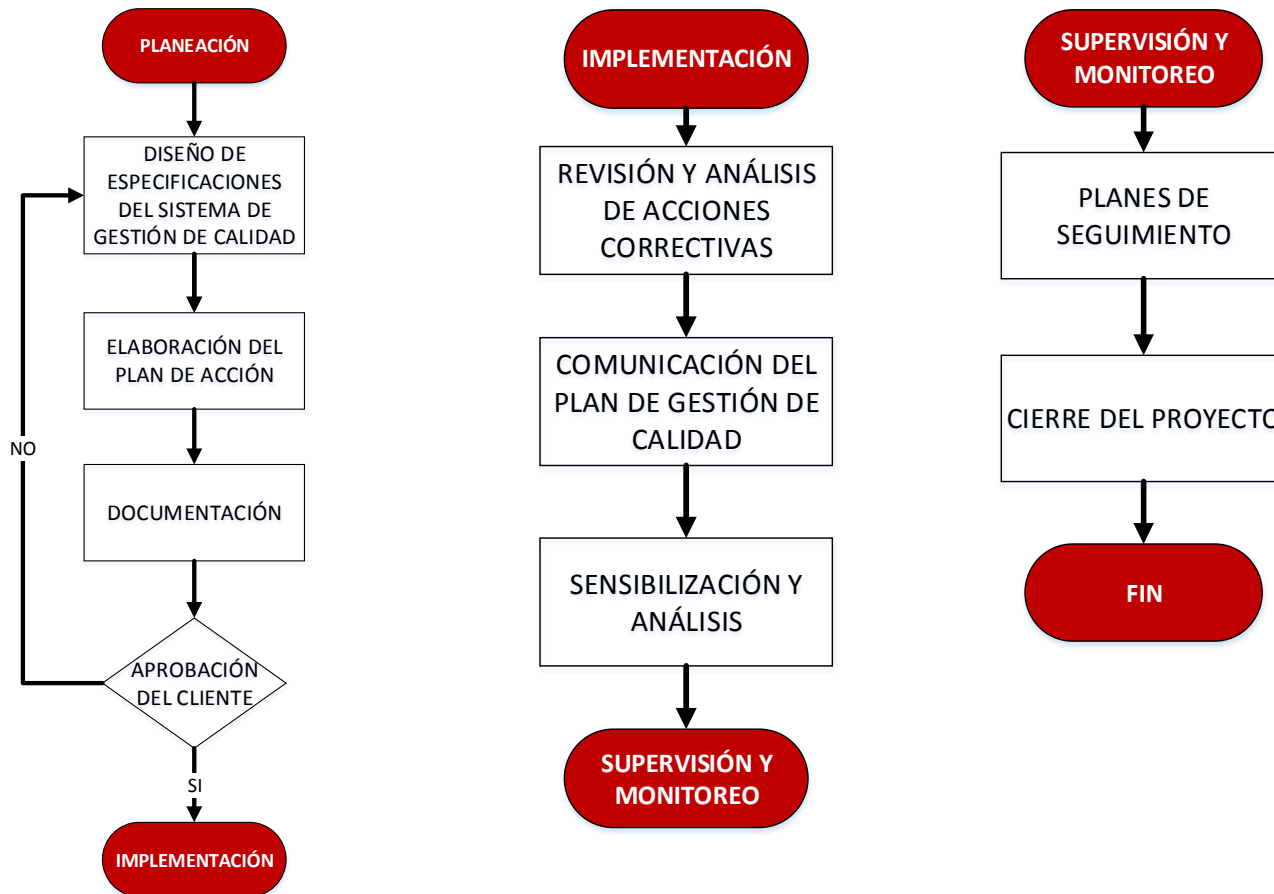 PLANEACIÓN
DISEÑO DE
ESPECIFICACIONES
DEL SISTEMA DE
GESTIÓN DE CALIDAD
ELABORACIÓN DEL
PLAN DE ACCIÓN
NO
DOCUMENTACIÓN
APROBACIÓN
DEL CLIENTE
SI
IMPLEMENTACIÓN
IMPLEMENTACIÓN
REVISIÓN Y ANÁLISIS
DE ACCIONES
CORRECTIVAS
COMUNICACIÓN DEL
PLAN DE GESTIÓN DE
CALIDAD
SENSIBILIZACIÓN Y
ANÁLISIS
SUPERVISIÓN Y
MONITOREO
SUPERVISIÓN Y
MONITOREO
PLANES DE
SEGUIMIENTO
CIERRE DEL PROYECTO
FIN